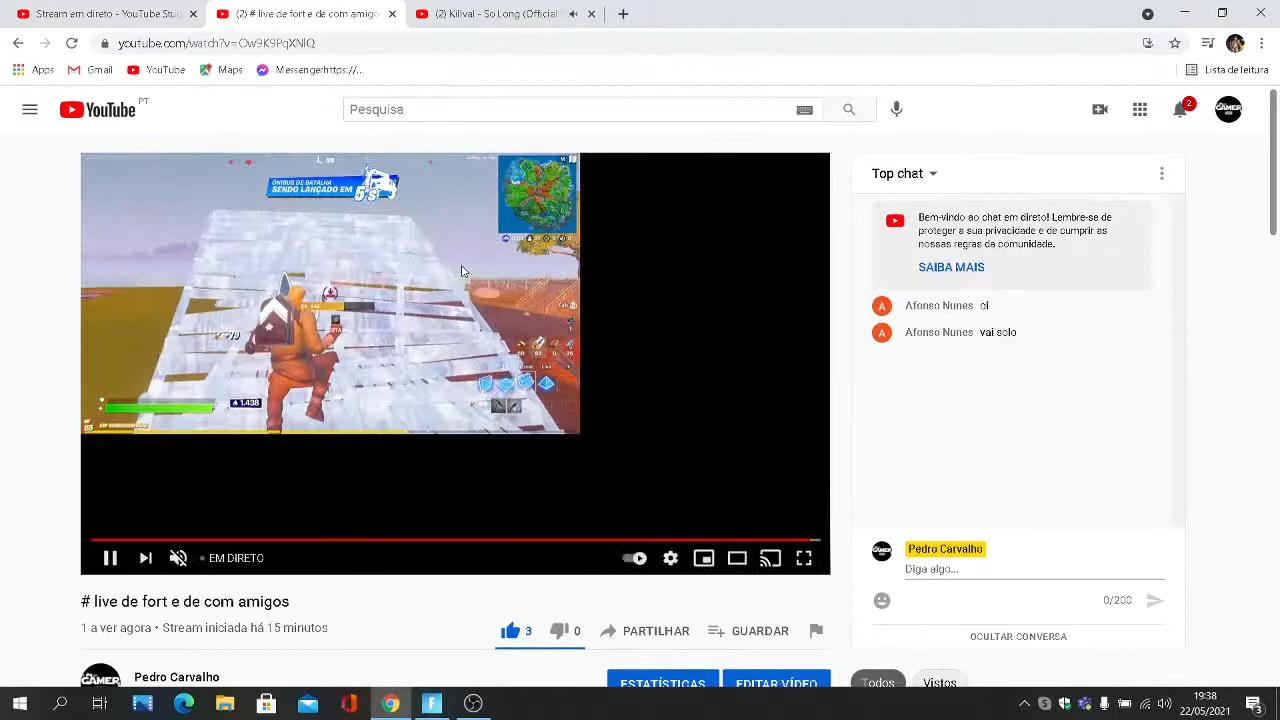 Stream em direto - YouTube S
(2) # live de fort e de com amigo
(2) killval - So Long (Official
youtube.com/watch?v=Ow9K9PqXNlQ
Apps
Gmail
YouTube
Maps
Messengerhttps://...
Lista de leitura
YouTube PT
Pesquisa
2
ÔNIBUS DE BATALHA
SENDO LANÇADO EM
1.438
Top chat
Bem-vindo ao chat em direto! Lembre-se de
proteger a sua privacidade e de cumprir as
nossas regras da comunidade.
SAIBA MAIS
Afonso Nunes oi
Afonso Nunes vai solo
EM DIRETO
Pedro Carvalho
Diga algo...
0/200
OCULTAR CONVERSA
# live de fort e de com amigos
1 a ver agora • Stream iniciada há 15 minutos
3
0
PARTILHAR
GUARDAR
Pedro Carvalho
ESTATÍSTICAS
EDITAR VÍDEO
Todos
Vistos
19:38
22/05/2021
3